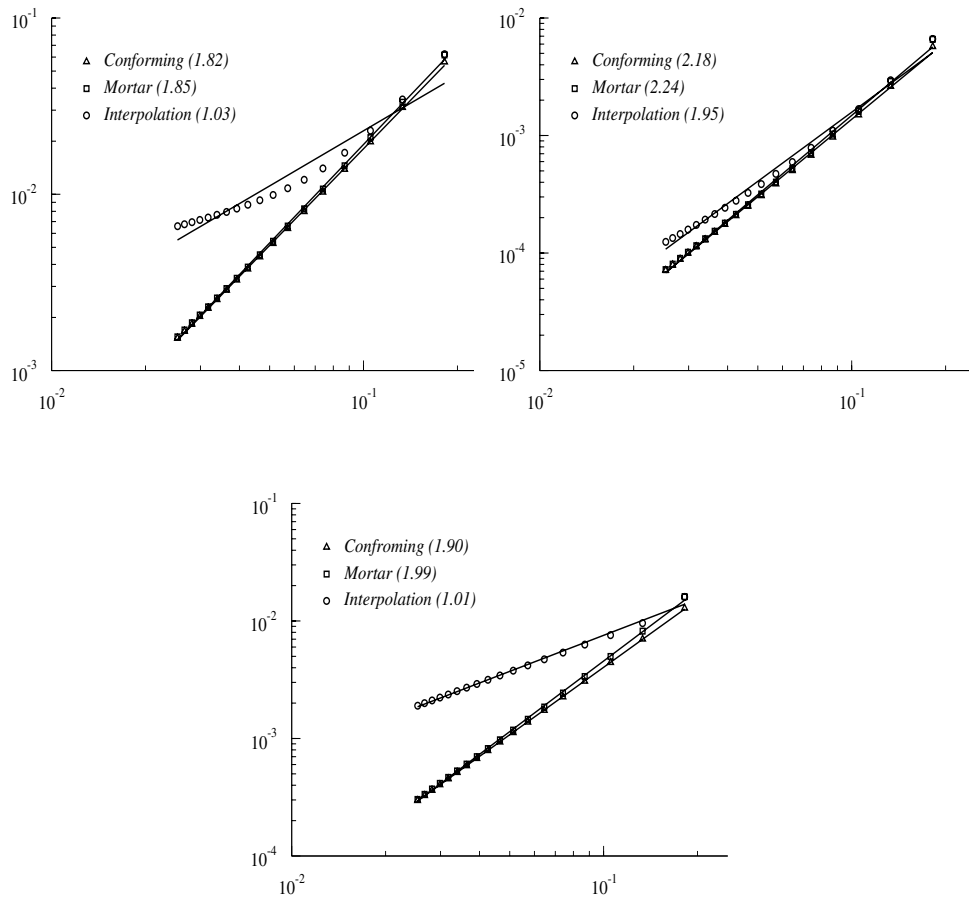 10^-1
Conforming (1.82)
Mortar (1.85)
Interpolation (1.03)
10^-2
10^-3
10^-2
10^-1
10^-2
Conforming (2.18)
Mortar (2.24)
Interpolation (1.95)
10^-3
10^-4
10^-5
10^-2
10^-1
10^-1
Confroming (1.90)
Mortar (1.99)
Interpolation (1.01)
10^-2
10^-3
10^-4
10^-2
10^-1